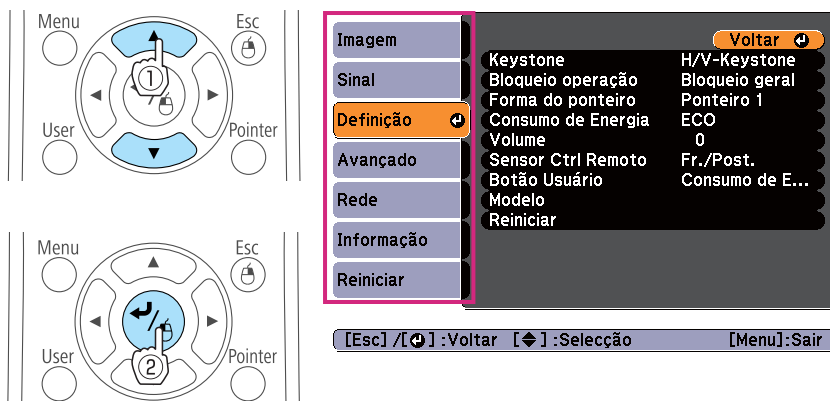 Menu
Esc
①
User
Pointer
Menu
Esc
User
Pointer
②
Imagem
Sinal
Definição
Avançado
Rede
Informação
Reiniciar
Voltar
Keystone H/V-Keystone
Bloqueio operação Bloqueio geral
Forma do ponteiro Ponteiro 1
Consumo de Energia ECO
Volume 0
Sensor Ctrl Remoto Fr./Post.
Botão Usuário Consumo de E...
Modelo
Reiniciar
[Esc] /[⏎] :Voltar [◆] :Selecção [Menu]:Sair